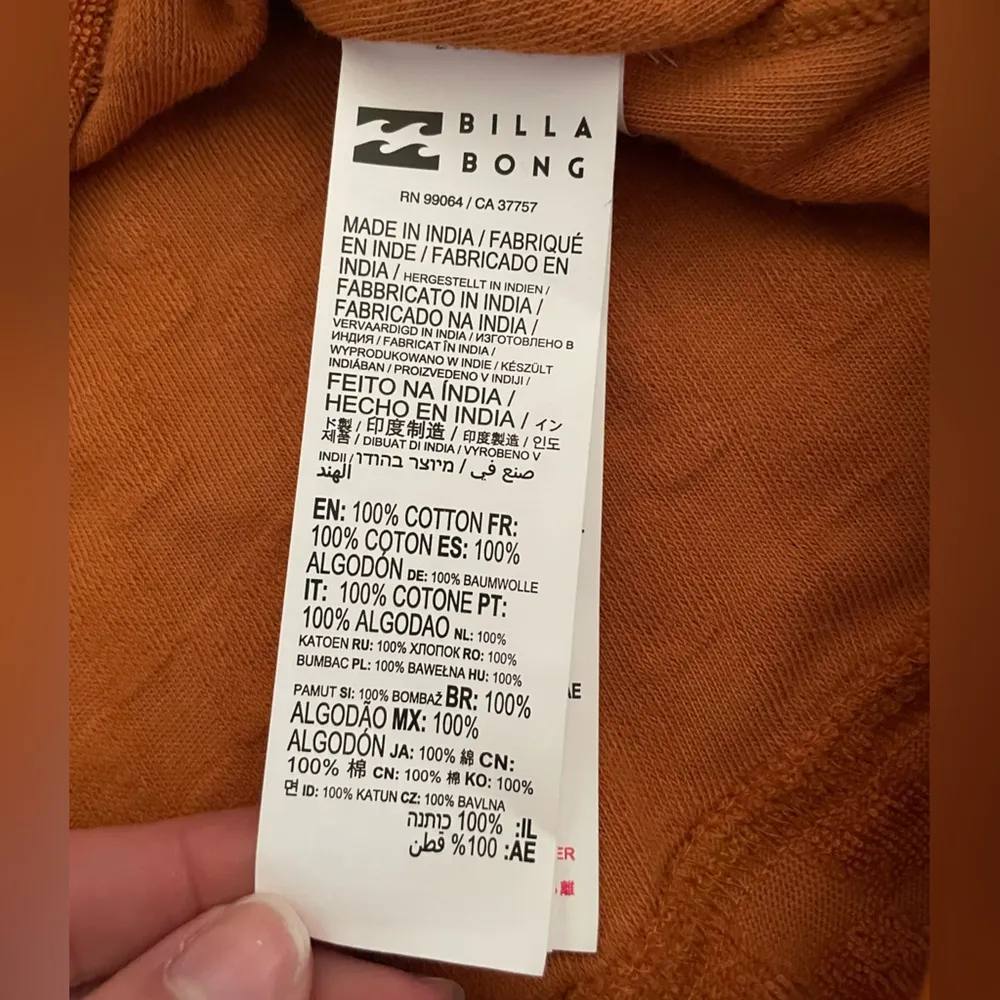 BILLA
BONG
RN 99064 / CA 37757
MADE IN INDIA / FABRIQUÉ
EN INDE / FABRICADO EN
INDIA / HERGESTELLT IN INDIEN /
FABBRICATO IN INDIA /
FABRICADO NA INDIA /
VERVAARDIGD IN INDIA / ИЗГОТОВЛЕНО В
ИНДИЯ / FABRICAT ÎN INDIA /
WYPRODUKOWANO W INDIE / KÉSZÜLT
INDIÁBAN / PROIZVEDENO V INDIJI /
FEITO NA ÍNDIA /
HECHO EN INDIA / イン
ド製 / 印度制造 / 印度製造 / 인도
제품 / DIBUAT DI INDIA / VYROBENO V
INDII / מיוצר בהודו / صنع في
الهند
EN: 100% COTTON FR:
100% COTON ES: 100%
ALGODÓN DE: 100% BAUMWOLLE
IT: 100% COTONE PT:
100% ALGODAO NL: 100%
KATOEN RU: 100% ХЛОПОК RO: 100%
BUMBAC PL: 100% BAWEŁNA HU: 100%
PAMUT SI: 100% BOMBAŽ BR: 100%
ALGODÃO MX: 100%
ALGODÓN JA: 100% 綿 CN:
100% 棉 CN: 100% 棉 KO: 100%
면 ID: 100% KATUN CZ: 100% BAVLNA
IL: 100% כותנה
AE: 100% قطن
AE
ER
離